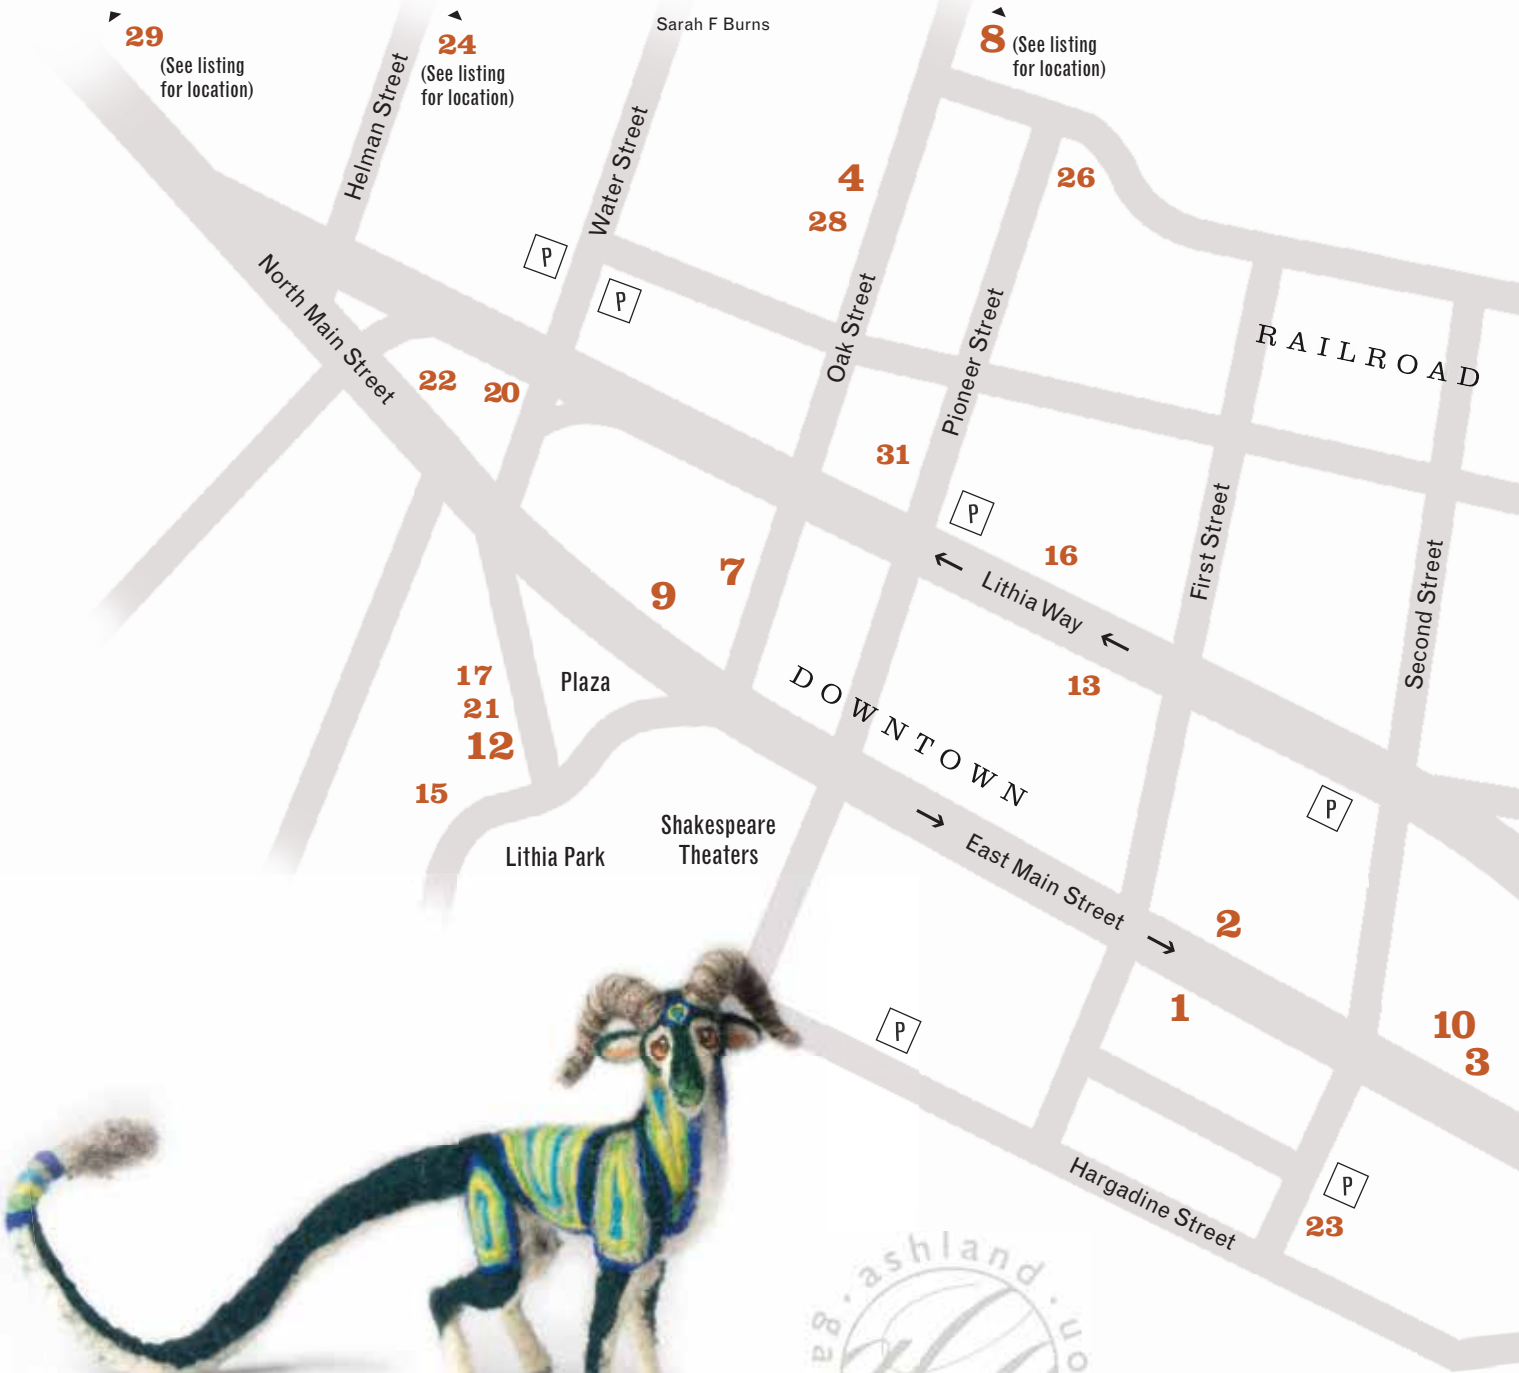 29
(See listing
for location)
24
(See listing
for location)
Sarah F Burns
8 (See listing
for location)
Helman Street
Water Street
4
28
26
P
P
North Main Street
Oak Street
Pioneer Street
RAILROAD
22
20
31
P
16
First Street
Second Street
9
7
Lithia Way
17
21
12
15
Plaza
13
DOWNTOWN
P
Shakespeare
Theaters
Lithia Park
East Main Street
2
1
10
3
P
P
23
Hargadine Street
ashland